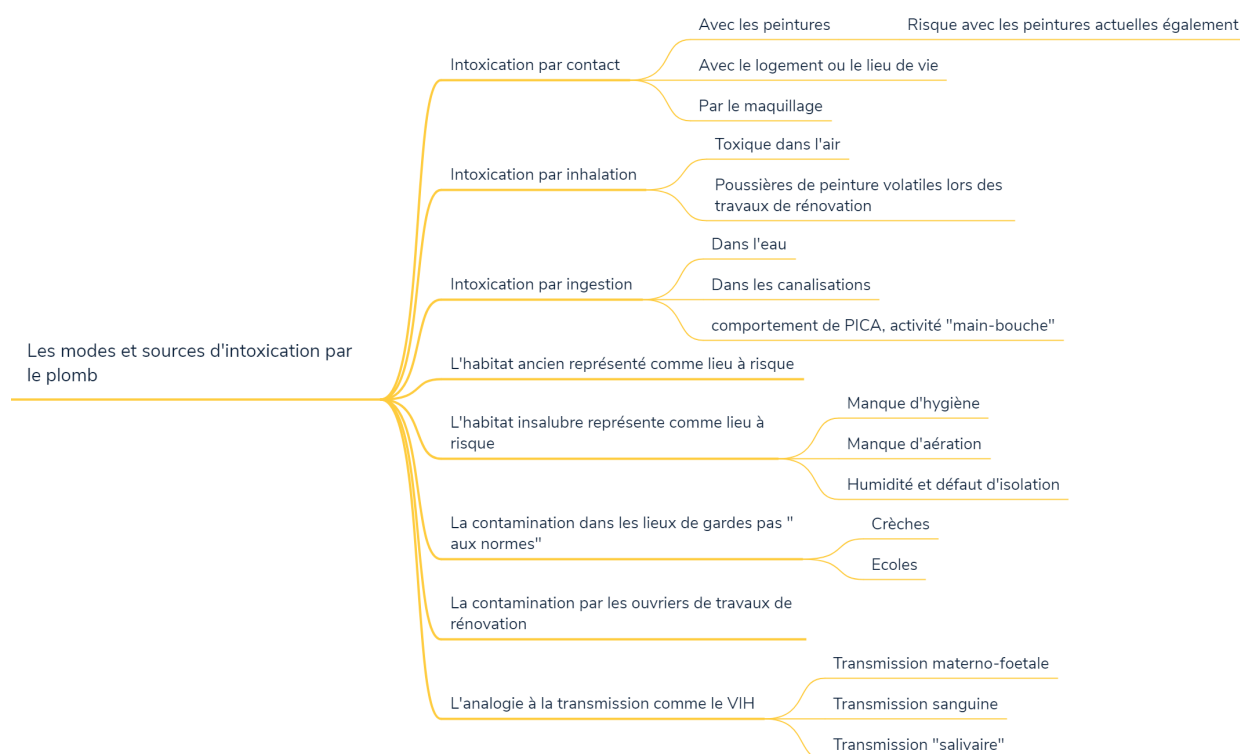 Les modes et sources d'intoxication par
le plomb
Intoxication par contact
Avec les peintures
Risque avec les peintures actuelles également
Avec le logement ou le lieu de vie
Par le maquillage
Intoxication par inhalation
Toxique dans l'air
Poussières de peinture volatiles lors des
travaux de rénovation
Intoxication par ingestion
Dans l'eau
Dans les canalisations
comportement de PICA, activité "main-bouche"
L'habitat ancien représenté comme lieu à risque
L'habitat insalubre représente comme lieu à
risque
Manque d'hygiène
Manque d'aération
Humidité et défaut d'isolation
La contamination dans les lieux de gardes pas "
aux normes"
Crèches
Ecoles
La contamination par les ouvriers de travaux de
rénovation
L'analogie à la transmission comme le VIH
Transmission materno-foetale
Transmission sanguine
Transmission "salivaire"